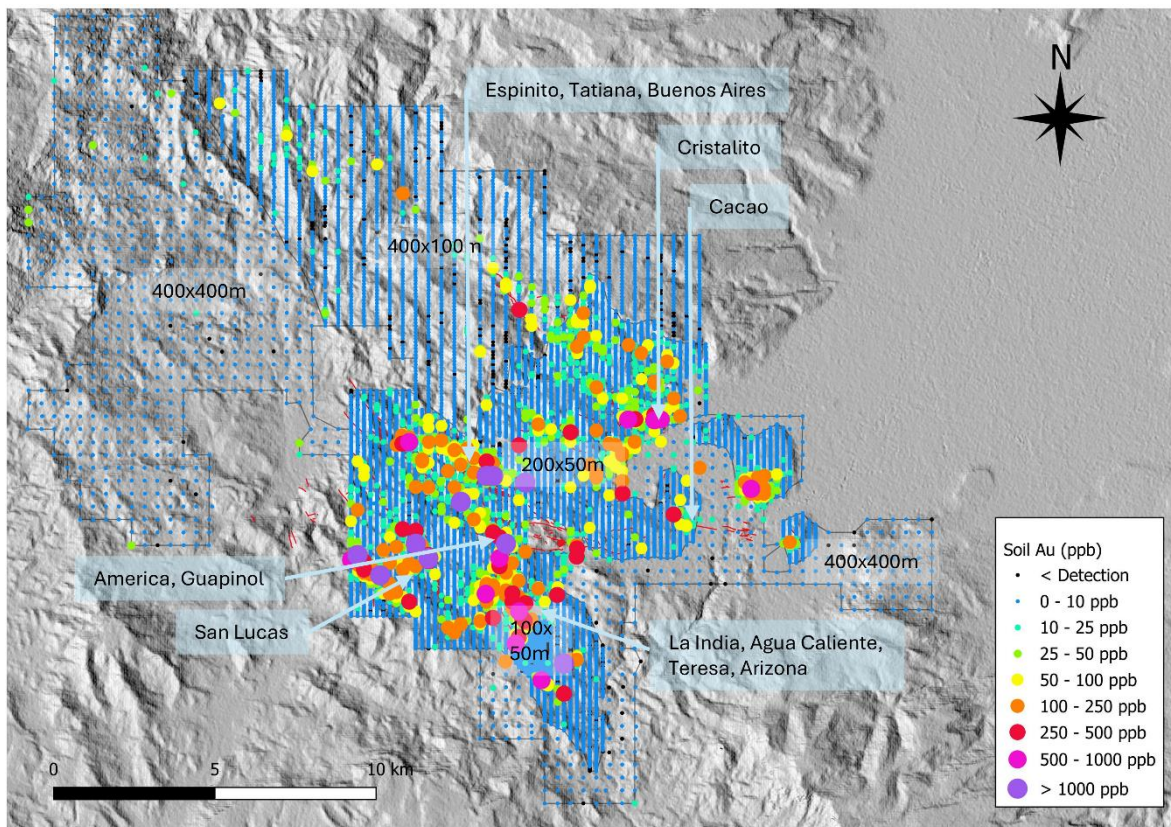 N
Espinito, Tatiana, Buenos Aires
Cristalito
Cacao
400x100 m
400x400m
200x50m
400x400m
America, Guapinol
San Lucas
La India, Agua Caliente,
Teresa, Arizona
100x
50m
0 5 10 km
Soil Au (ppb)
< Detection
0 - 10 ppb
10 - 25 ppb
25 - 50 ppb
50 - 100 ppb
100 - 250 ppb
250 - 500 ppb
500 - 1000 ppb
> 1000 ppb